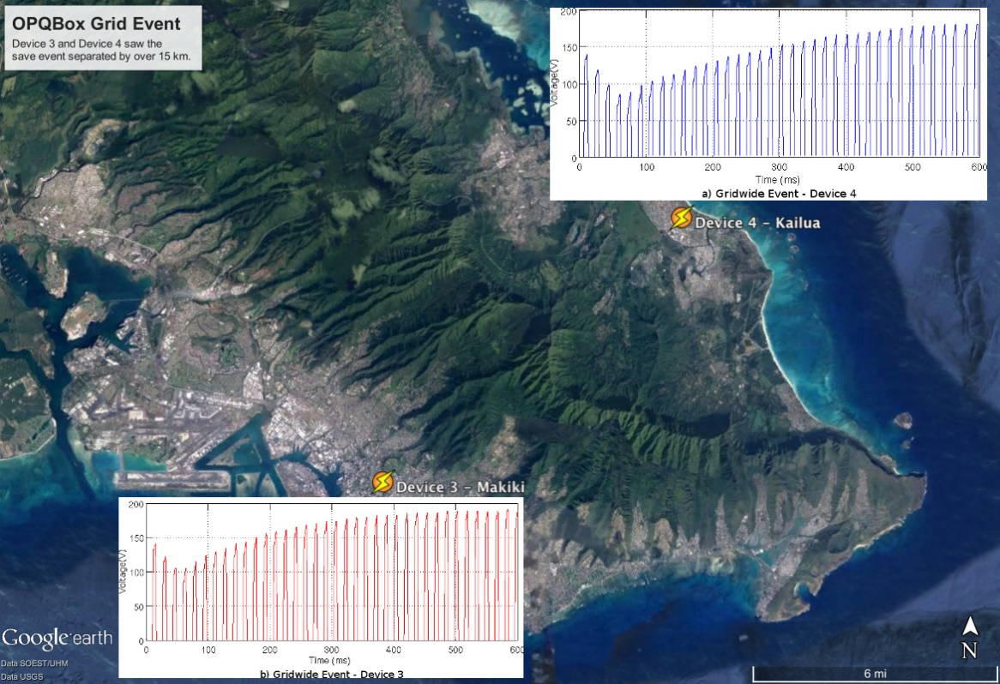 OPQBox Grid Event
Device 3 and Device 4 saw the
save event separated by over 15 km.
200
150
100
50
0
Voltage(V)
0 100 200 300 400 500 600
Time (ms)
a) Gridwide Event - Device 4
Device 4 - Kailua
Device 3 - Makiki
200
150
100
50
0
Voltage(V)
0 100 200 300 400 500 600
Time (ms)
b) Gridwide Event - Device 3
Google earth
Data SOEST/UHM
Data USGS
N
6 mi